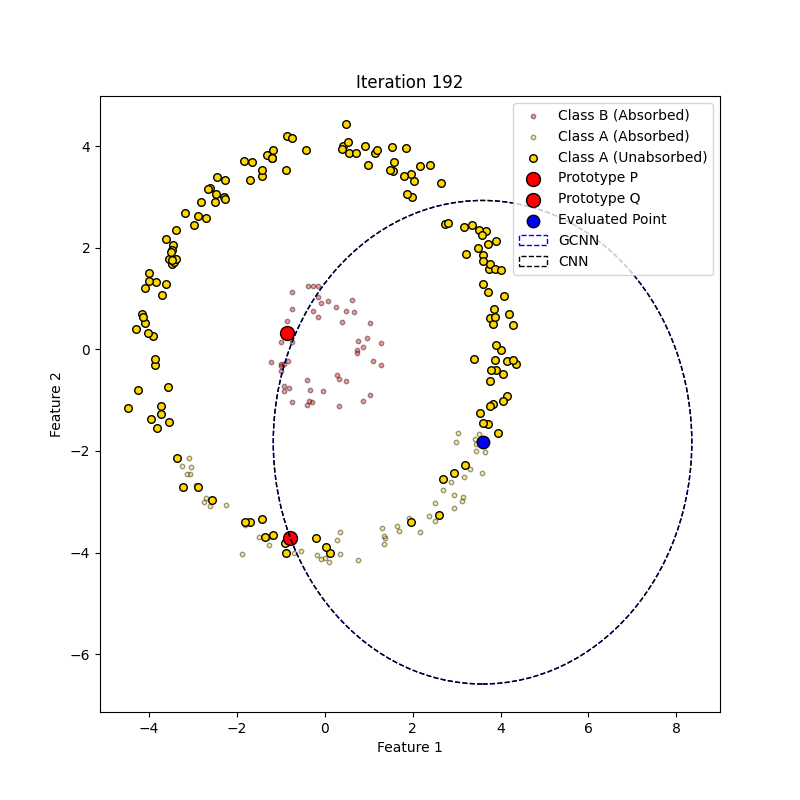 Iteration 192
Class B (Absorbed)
Class A (Absorbed)
Class A (Unabsorbed)
Prototype P
Prototype Q
Evaluated Point
GCNN
CNN
4
2
0
−2
−4
−6
Feature 2
−4
−2
0
2
4
6
8
Feature 1